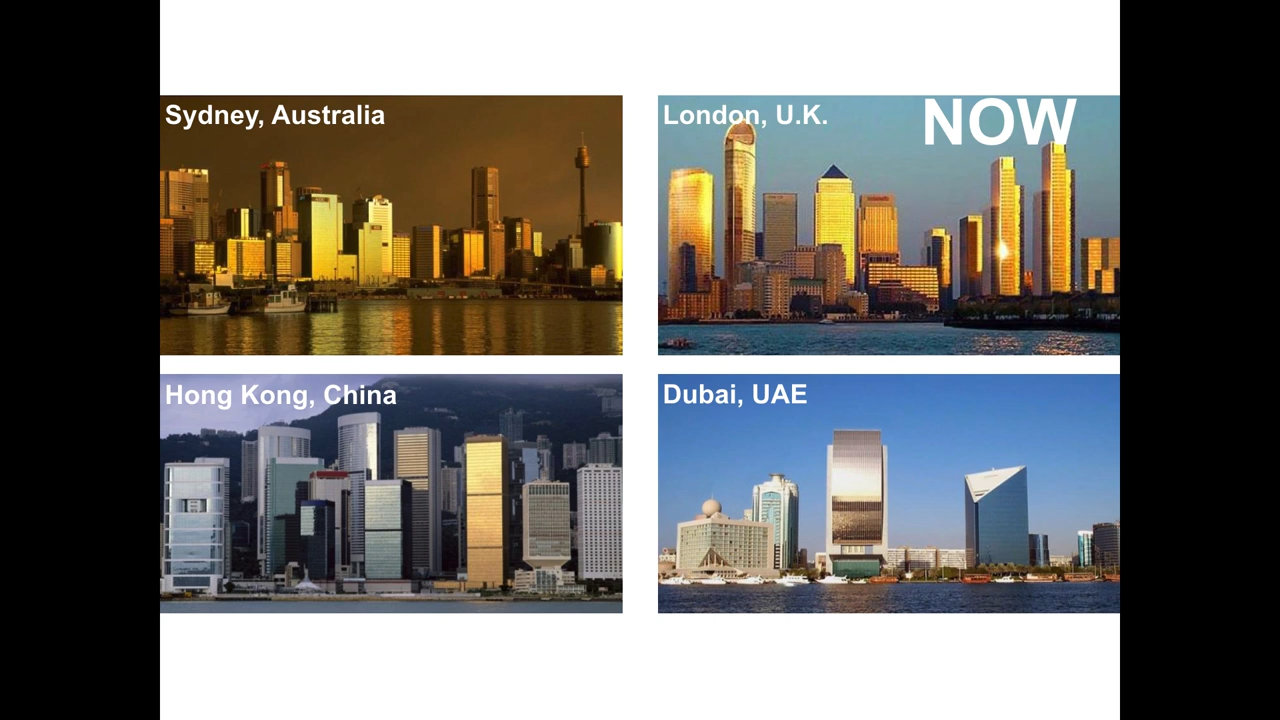 Sydney, Australia
London, U.K.
NOW
Hong Kong, China
Dubai, UAE